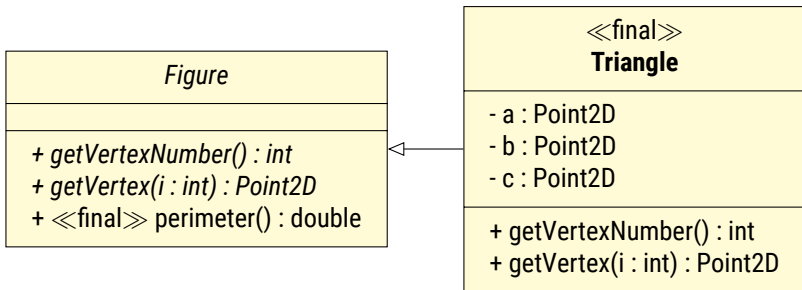 Figure
+ getVertexNumber() : int
+ getVertex(i : int) : Point2D
+ ≪final≫ perimeter() : double
≪final≫
Triangle
- a : Point2D
- b : Point2D
- c : Point2D
+ getVertexNumber() : int
+ getVertex(i : int) : Point2D